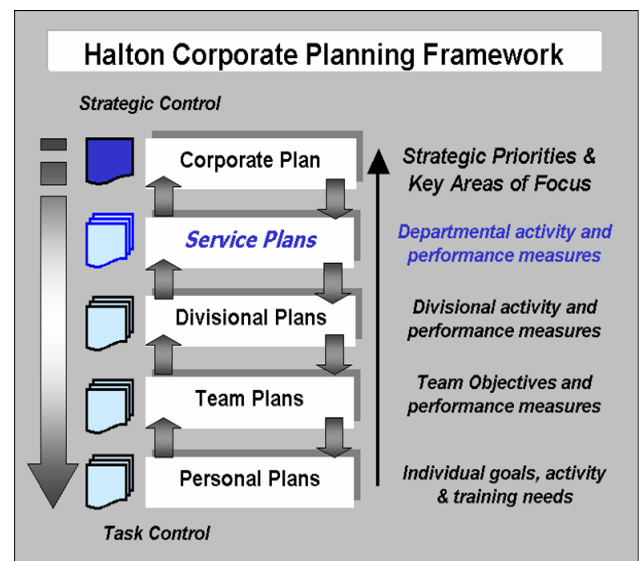 Halton Corporate Planning Framework
Strategic Control
Corporate Plan
Strategic Priorities &
Key Areas of Focus
Service Plans
Departmental activity and
performance measures
Divisional Plans
Divisional activity and
performance measures
Team Plans
Team Objectives and
performance measures
Personal Plans
Individual goals, activity
& training needs
Task Control